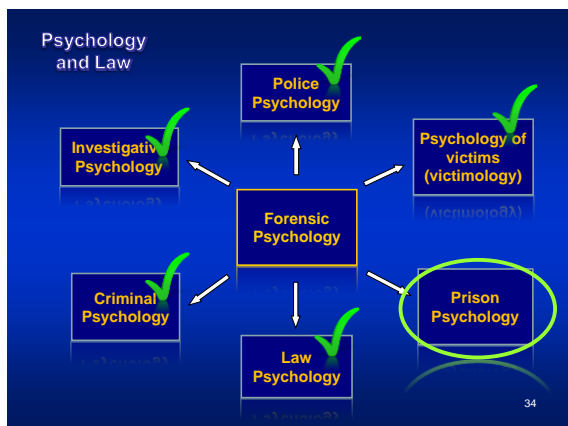 Psychology
and Law
Police
Psychology
Investigative
Psychology
Psychology of
victims
(victimology)
Forensic
Psychology
Criminal
Psychology
Prison
Psychology
Law
Psychology
34